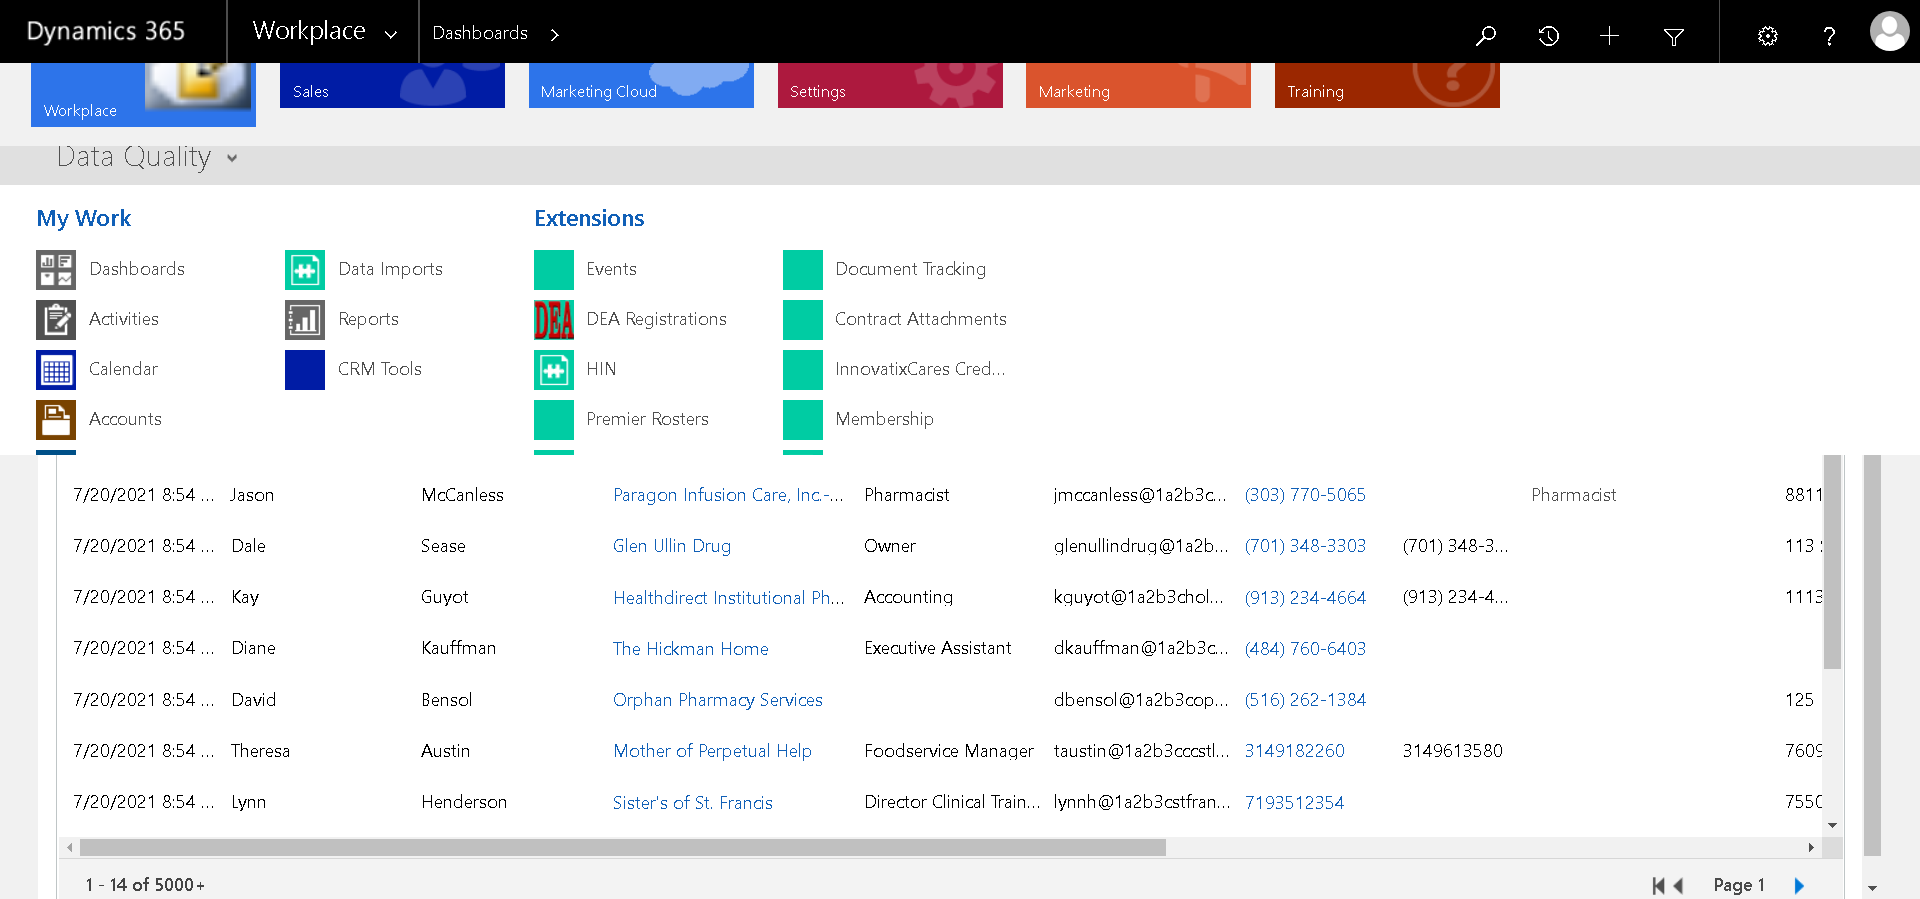 Dynamics 365 Workplace Dashboards
Workplace Sales Marketing Cloud Settings Marketing Training
Data Quality
My Work Extensions
Dashboards Data Imports Events Document Tracking
Activities Reports DEA DEA Registrations Contract Attachments
Calendar CRM Tools HIN InnovatixCares Cred...
Accounts Premier Rosters Membership
7/20/2021 8:54 ... Jason McCanless Paragon Infusion Care, Inc.-... Pharmacist jmccanless@1a2b3c... (303) 770-5065 Pharmacist 8811
7/20/2021 8:54 ... Dale Sease Glen Ullin Drug Owner glenullindrug@1a2b... (701) 348-3303 (701) 348-3... 113
7/20/2021 8:54 ... Kay Guyot Healthdirect Institutional Ph... Accounting kguyot@1a2b3chol... (913) 234-4664 (913) 234-4... 1113
7/20/2021 8:54 ... Diane Kauffman The Hickman Home Executive Assistant dkauffman@1a2b3c... (484) 760-6403
7/20/2021 8:54 ... David Bensol Orphan Pharmacy Services dbensol@1a2b3cop... (516) 262-1384 125
7/20/2021 8:54 ... Theresa Austin Mother of Perpetual Help Foodservice Manager taustin@1a2b3cccstl... 3149182260 3149613580 7609
7/20/2021 8:54 ... Lynn Henderson Sister's of St. Francis Director Clinical Train... lynnh@1a2b3cstfran... 7193512354 7550
1 - 14 of 5000+ Page 1